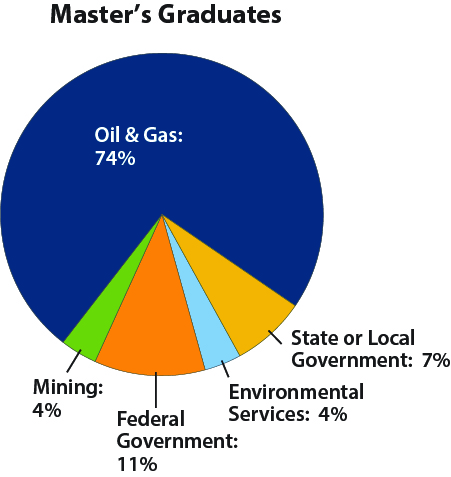 Master's Graduates
Oil & Gas:
74%
State or Local
Government: 7%
Environmental
Services: 4%
Federal
Government:
11%
Mining:
4%